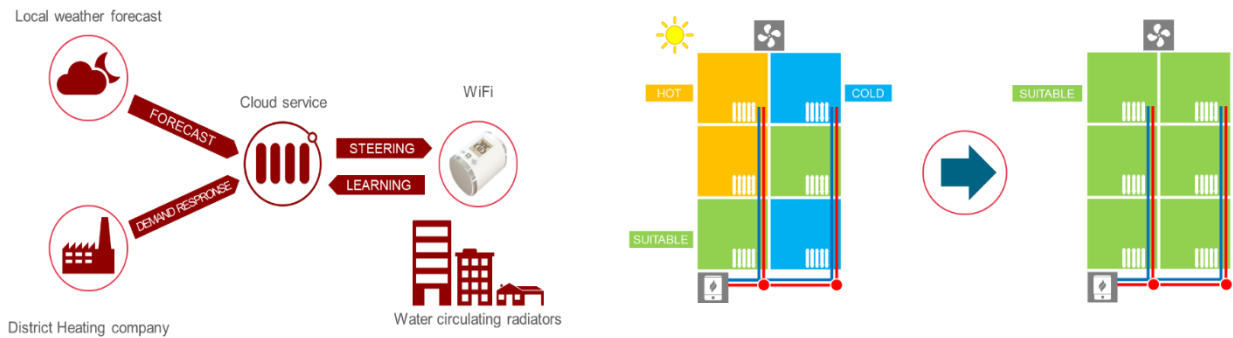 Local weather forecast
Cloud service
WiFi
FORECAST
STEERING
LEARNING
DEMAND RESPRONSE
District Heating company
Water circulating radiators
HOT
COLD
SUITABLE
SUITABLE